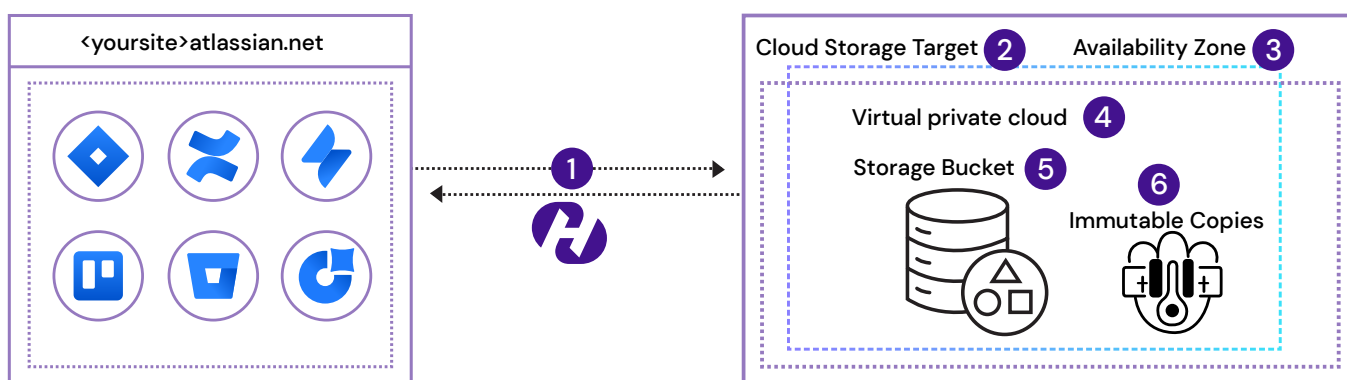 <yoursite>atlassian.net
1
Cloud Storage Target 2
Availability Zone 3
Virtual private cloud 4
Storage Bucket 5
6
Immutable Copies